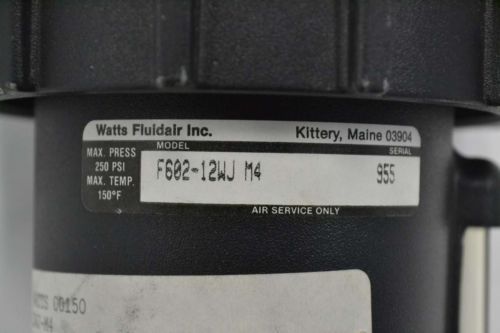 Watts Fluidair Inc. Kittery, Maine 03904
MAX. PRESS MODEL SERIAL
250 PSI F602-12WJ M4 955
MAX. TEMP.
150°F
AIR SERVICE ONLY
00150